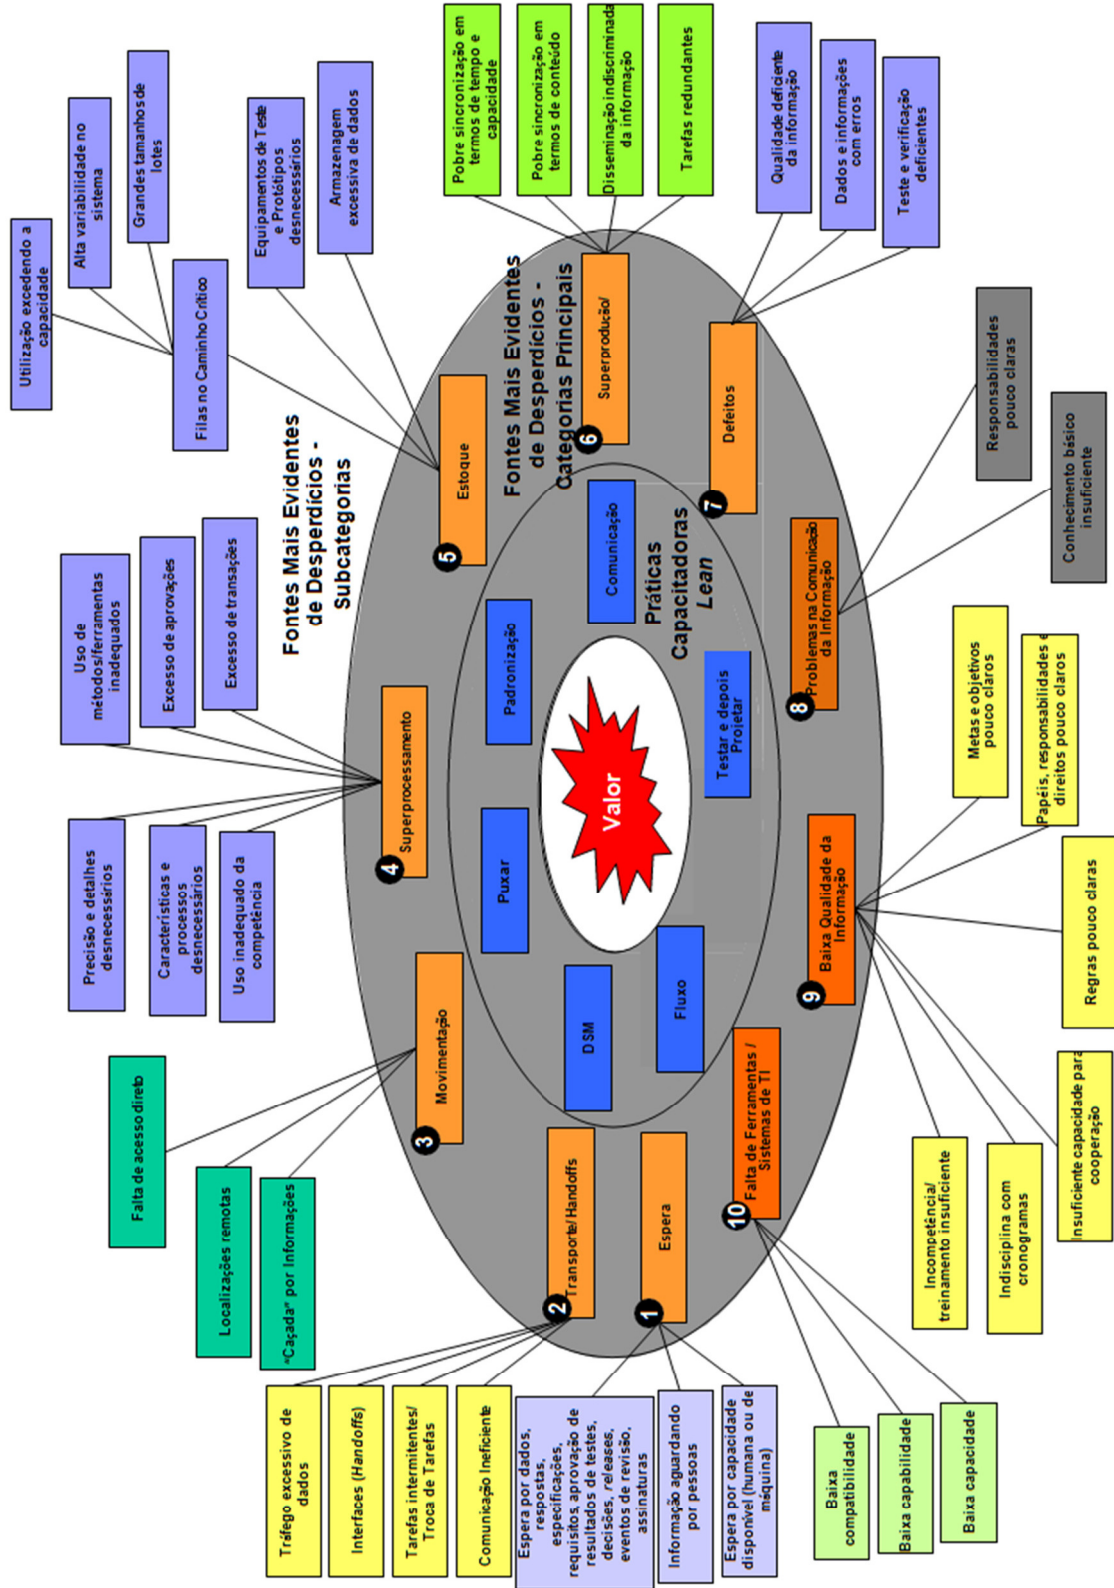 Utilização excedendo a
capacidade
Alta variabilidade no
sistema
Grandes tamanhos de
lotes
Filas no Caminho Crítico
Equipamentos de Teste
e Protótipos
desnecessários
Armazenagem
excessiva de dados
Uso de
métodos/ferramentas
inadequados
Excesso de aprovações
Excesso de transações
Precisão e detalhes
desnecessários
Características e
processos
desnecessários
Uso inadequado da
competência
Falta de acesso direto
Localizações remotas
“Caçada” por Informações
Fontes Mais Evidentes
de Desperdícios -
Subcategorias
Tráfego excessivo de
dados
Interfaces (Handoffs)
Tarefas intermitentes/
Troca de Tarefas
Comunicação Ineficiente
Espera por dados,
respostas,
especificações,
requisitos, aprovação de
resultados de testes,
decisões, releases,
eventos de revisão,
assinaturas
Informação aguardando
por pessoas
Espera por capacidade
disponível (humana ou de
máquina)
Fontes Mais Evidentes
de Desperdícios -
Categorias Principais
1
Espera
2
Transporte/ Handoffs
3
Movimentação
4
Superprocessamento
5
Estoque
6
Superprodução/
7
Defeitos
8
Problemas na Comunicação
da Informação
9
Baixa Qualidade da
Informação
10
Falta de Ferramentas /
Sistemas de TI
Práticas
Capacitadoras
Lean
DSM
Puxar
Padronização
Comunicação
Testar e depois
Projetar
Fluxo
Valor
Pobre sincronização em
termos de tempo e
capacidade
Pobre sincronização em
termos de conteúdo
Disseminação indiscriminada
da informação
Tarefas redundantes
Qualidade deficiente
da informação
Dados e informações
com erros
Teste e verificação
deficientes
Responsabilidades
pouco claras
Conhecimento básico
insuficiente
Metas e objetivos
pouco claros
Papéis, responsabilidades e
direitos pouco claros
Regras pouco claras
Insuficiente capacidade para
cooperação
Indisciplina com
cronogramas
Incompetência/
treinamento insuficiente
Baixa
compatibilidade
Baixa capabilidade
Baixa capacidade